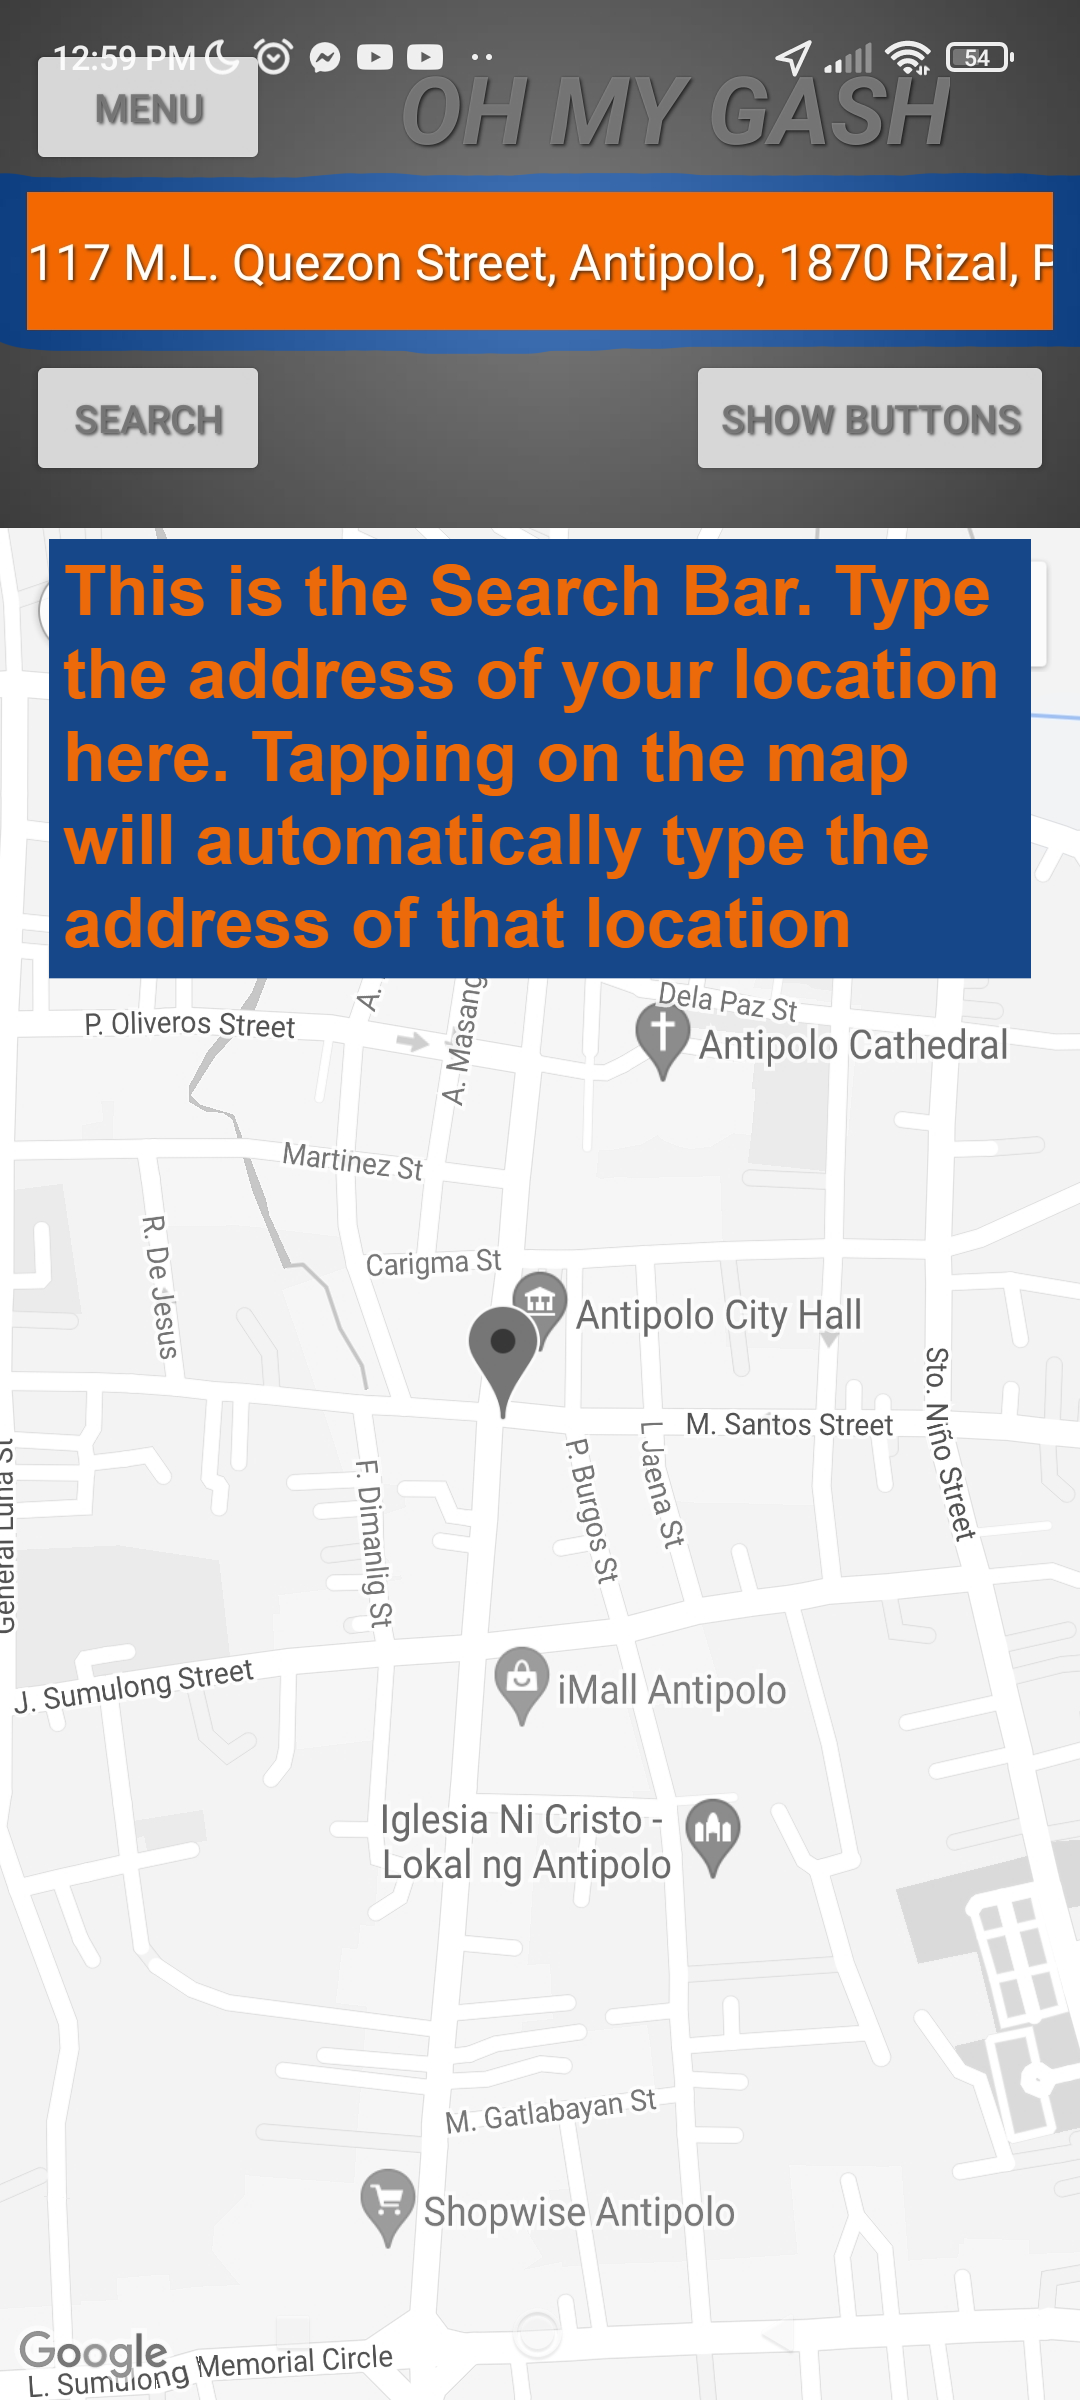 12:59 PM
54
MENU
OH MY GASH
117 M.L. Quezon Street, Antipolo, 1870 Rizal, P
SEARCH
SHOW BUTTONS
This is the Search Bar. Type
the address of your location
here. Tapping on the map
will automatically type the
address of that location
A.
A. Masang
Dela Paz St
P. Oliveros Street
Antipolo Cathedral
Martinez St
R. De Jesus
Carigma St
Antipolo City Hall
Sto. Niño Street
M. Santos Street
General Luna St
F. Dimanlig St
P. Burgos St
L Jaena St
J. Sumulong Street
iMall Antipolo
Iglesia Ni Cristo -
Lokal ng Antipolo
M. Gatlabayan St
Shopwise Antipolo
Google
L. Sumulong Memorial Circle